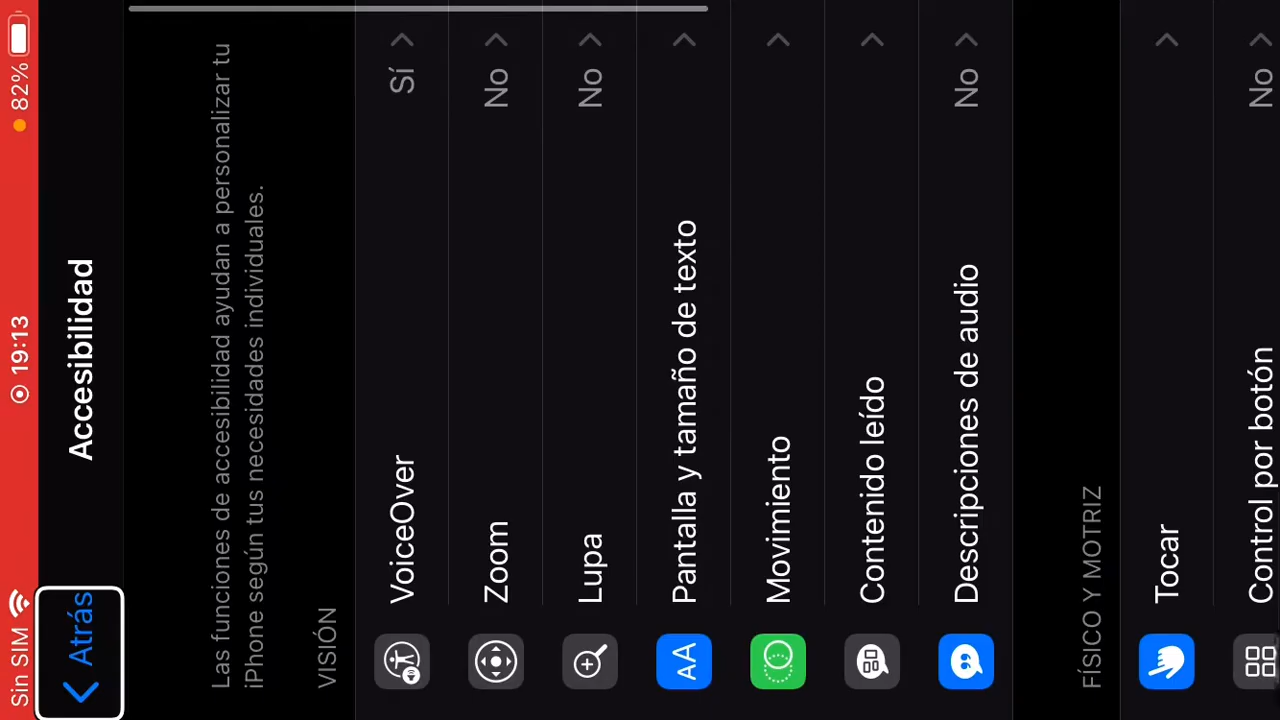 Sin SIM 19:13 82%
Atrás Accesibilidad
Las funciones de accesibilidad ayudan a personalizar tu
iPhone según tus necesidades individuales.
VISIÓN
VoiceOver Sí
Zoom No
Lupa No
AA Pantalla y tamaño de texto
Movimiento
Contenido leído
Descripciones de audio No
FÍSICO Y MOTRIZ
Tocar
Control por botón No